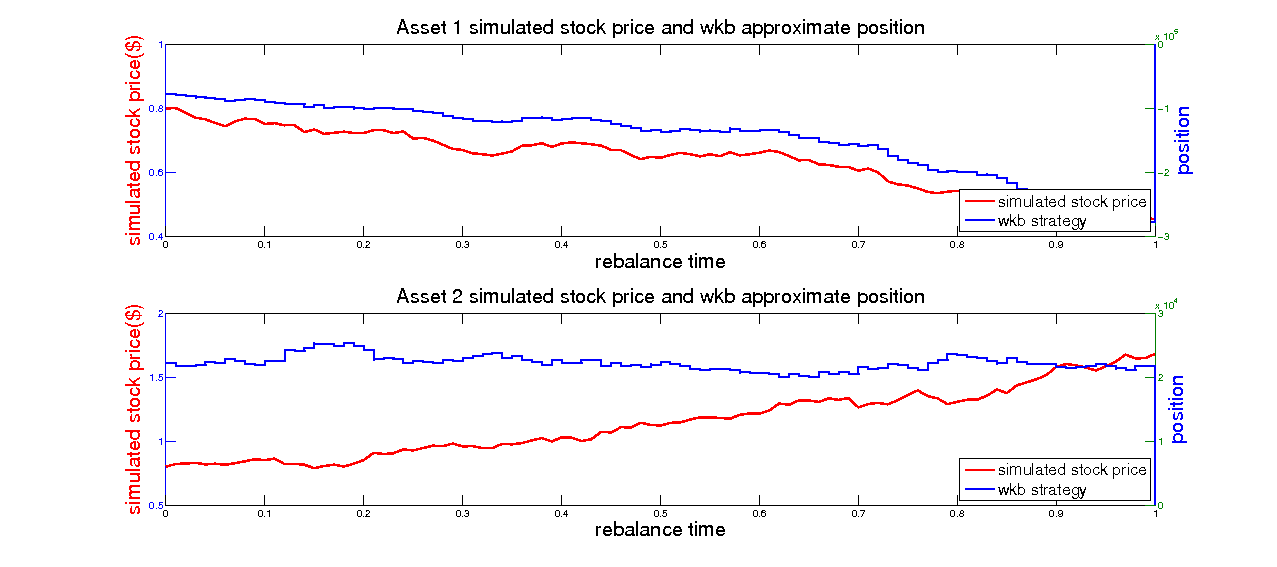 Asset 1 simulated stock price and wkb approximate position
simulated stock price($)
1
0.8
0.6
0.4
x 10^5
0
-1
-2
-3
position
simulated stock price
wkb strategy
0 0.1 0.2 0.3 0.4 0.5 0.6 0.7 0.8 0.9 1
rebalance time
Asset 2 simulated stock price and wkb approximate position
simulated stock price($)
2
1.5
1
0.5
x 10^4
3
2
1
0
position
simulated stock price
wkb strategy
0 0.1 0.2 0.3 0.4 0.5 0.6 0.7 0.8 0.9 1
rebalance time